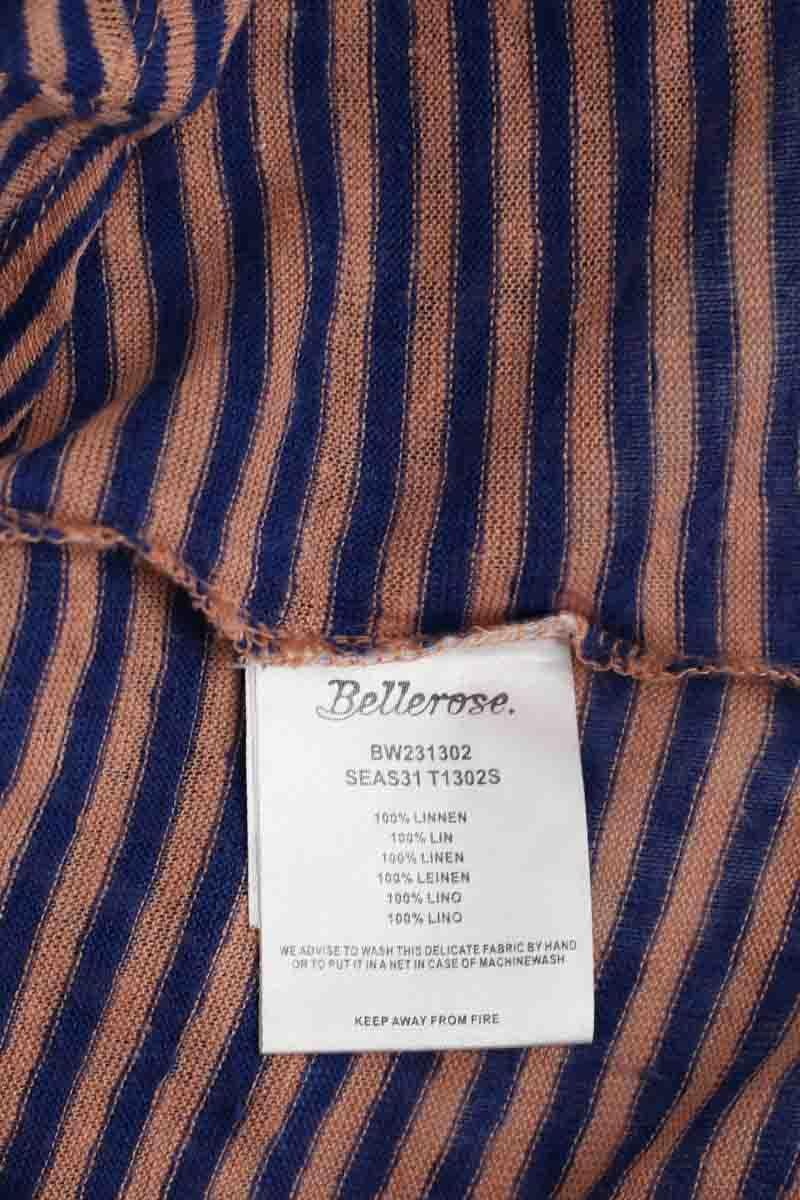 Bellerose.
BW231302
SEAS31 T1302S
100% LINNEN
100% LIN
100% LINEN
100% LEINEN
100% LINO
100% LINO
WE ADVISE TO WASH THIS DELICATE FABRIC BY HAND
OR TO PUT IT IN A NET IN CASE OF MACHINEWASH
KEEP AWAY FROM FIRE